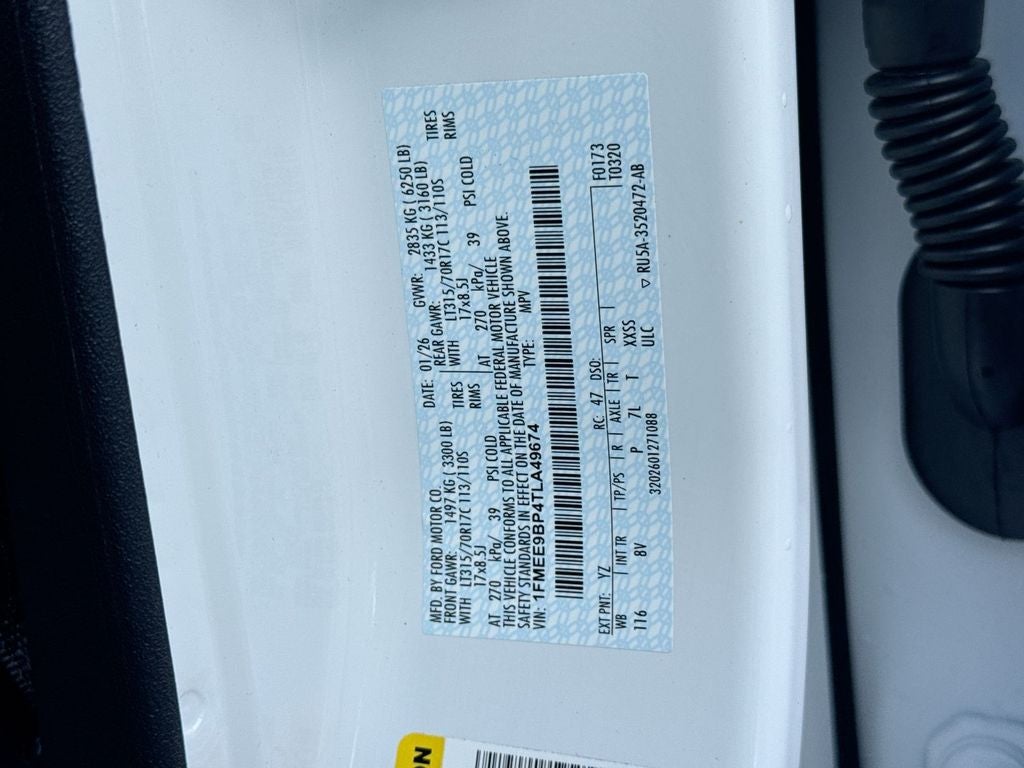 MFD. BY FORD MOTOR CO.
DATE: 01/26 GVWR: 2835 KG ( 6250 LB)
FRONT GAWR: 1497 KG ( 3300 LB)
REAR GAWR: 1433 KG ( 3160 LB)
WITH LT315/70R17C 113/110S TIRES
WITH LT315/70R17C 113/110S TIRES
17x8.5J RIMS
17x8.5J RIMS
AT 270 kPa/ 39 PSI COLD
AT 270 kPa/ 39 PSI COLD
THIS VEHICLE CONFORMS TO ALL APPLICABLE FEDERAL MOTOR VEHICLE
SAFETY STANDARDS IN EFFECT ON THE DATE OF MANUFACTURE SHOWN ABOVE.
VIN: 1FMEE9BP4TLA49674 TYPE: MPV
F0173
T0320
EXT PNT: YZ RC: 47 DSO:
WB INT TR TP/PS R AXLE TR SPR
116 8V P 7L T XXSS
ULC
3202601271088 ▽ RU5A-3520472-AB
ON